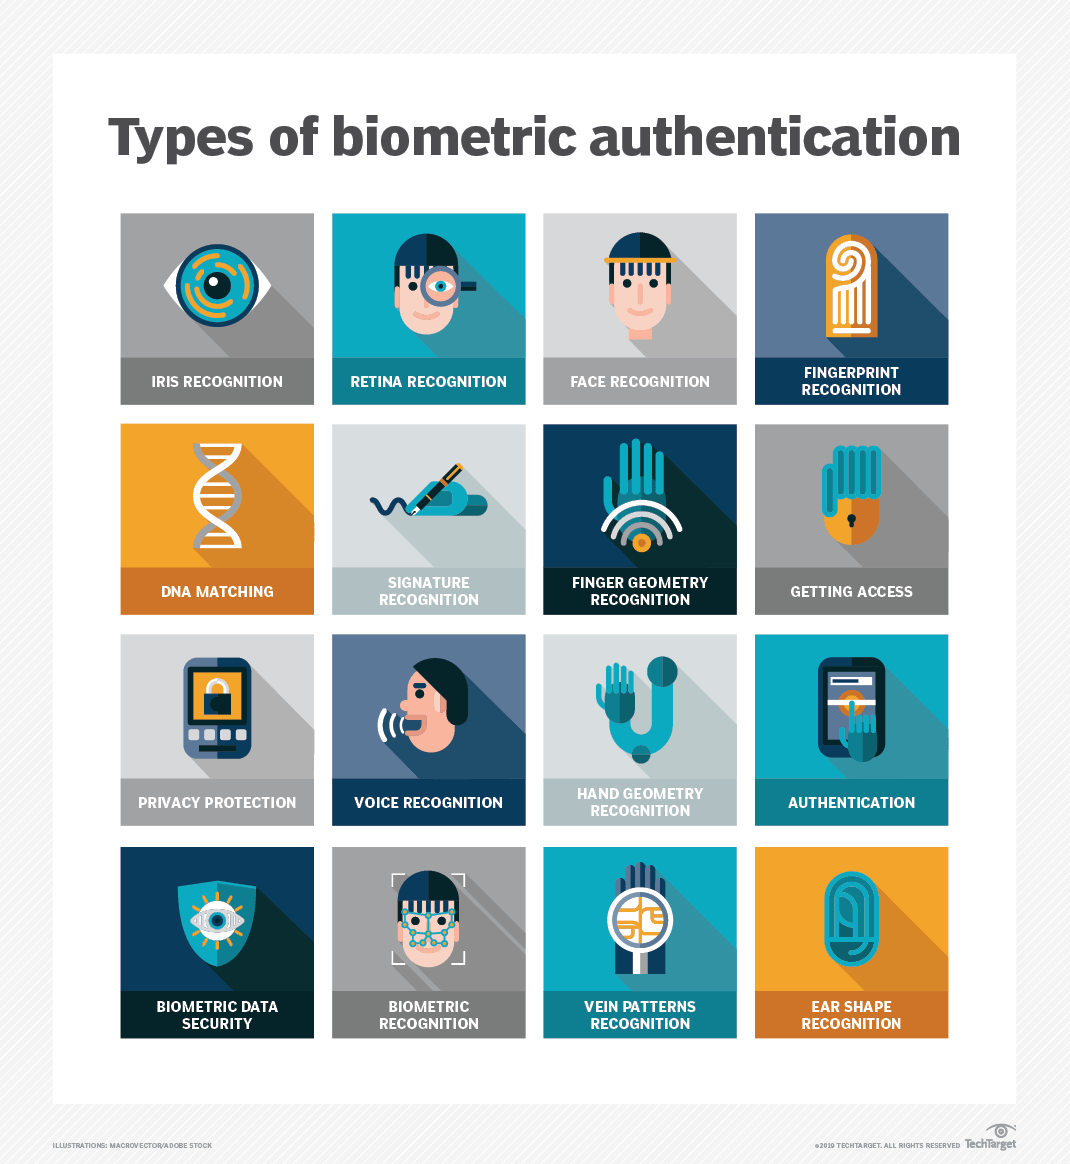 Types of biometric authentication
IRIS RECOGNITION
RETINA RECOGNITION
FACE RECOGNITION
FINGERPRINT
RECOGNITION
DNA MATCHING
SIGNATURE
RECOGNITION
FINGER GEOMETRY
RECOGNITION
GETTING ACCESS
PRIVACY PROTECTION
VOICE RECOGNITION
HAND GEOMETRY
RECOGNITION
AUTHENTICATION
BIOMETRIC DATA
SECURITY
BIOMETRIC
RECOGNITION
VEIN PATTERNS
RECOGNITION
EAR SHAPE
RECOGNITION
ILLUSTRATIONS: MACROVECTOR/ADOBE STOCK
©2019 TECHTARGET. ALL RIGHTS RESERVED TechTarget